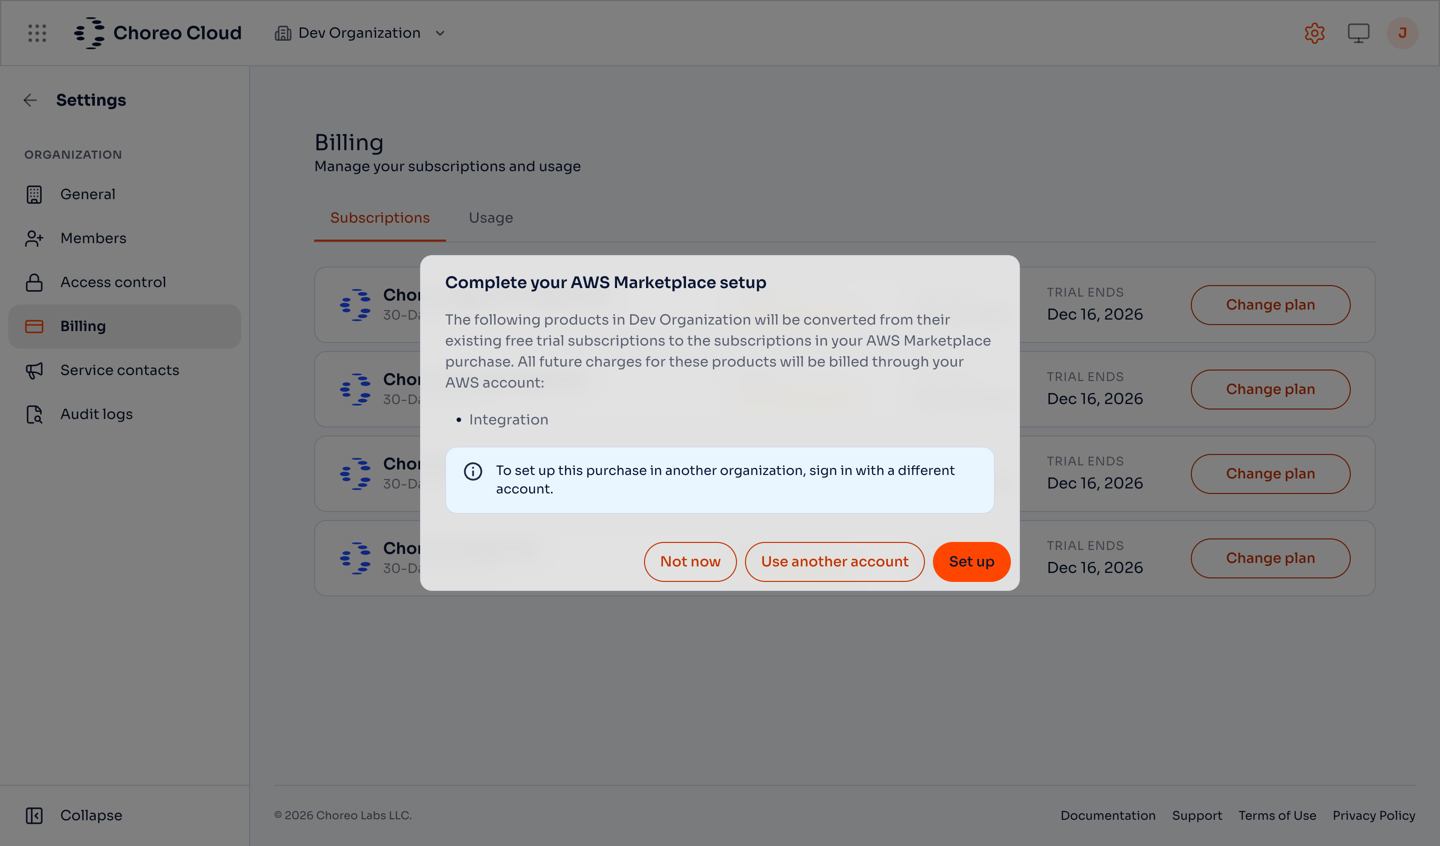 Choreo Cloud
Dev Organization
J
Settings
ORGANIZATION
General
Members
Access control
Billing
Service contacts
Audit logs
Collapse
Billing
Manage your subscriptions and usage
Subscriptions
Usage
TRIAL ENDS
Dec 16, 2026
Change plan
TRIAL ENDS
Dec 16, 2026
Change plan
TRIAL ENDS
Dec 16, 2026
Change plan
TRIAL ENDS
Dec 16, 2026
Change plan
Complete your AWS Marketplace setup
The following products in Dev Organization will be converted from their
existing free trial subscriptions to the subscriptions in your AWS Marketplace
purchase. All future charges for these products will be billed through your
AWS account:
• Integration
To set up this purchase in another organization, sign in with a different
account.
Not now
Use another account
Set up
© 2026 Choreo Labs LLC.
Documentation
Support
Terms of Use
Privacy Policy